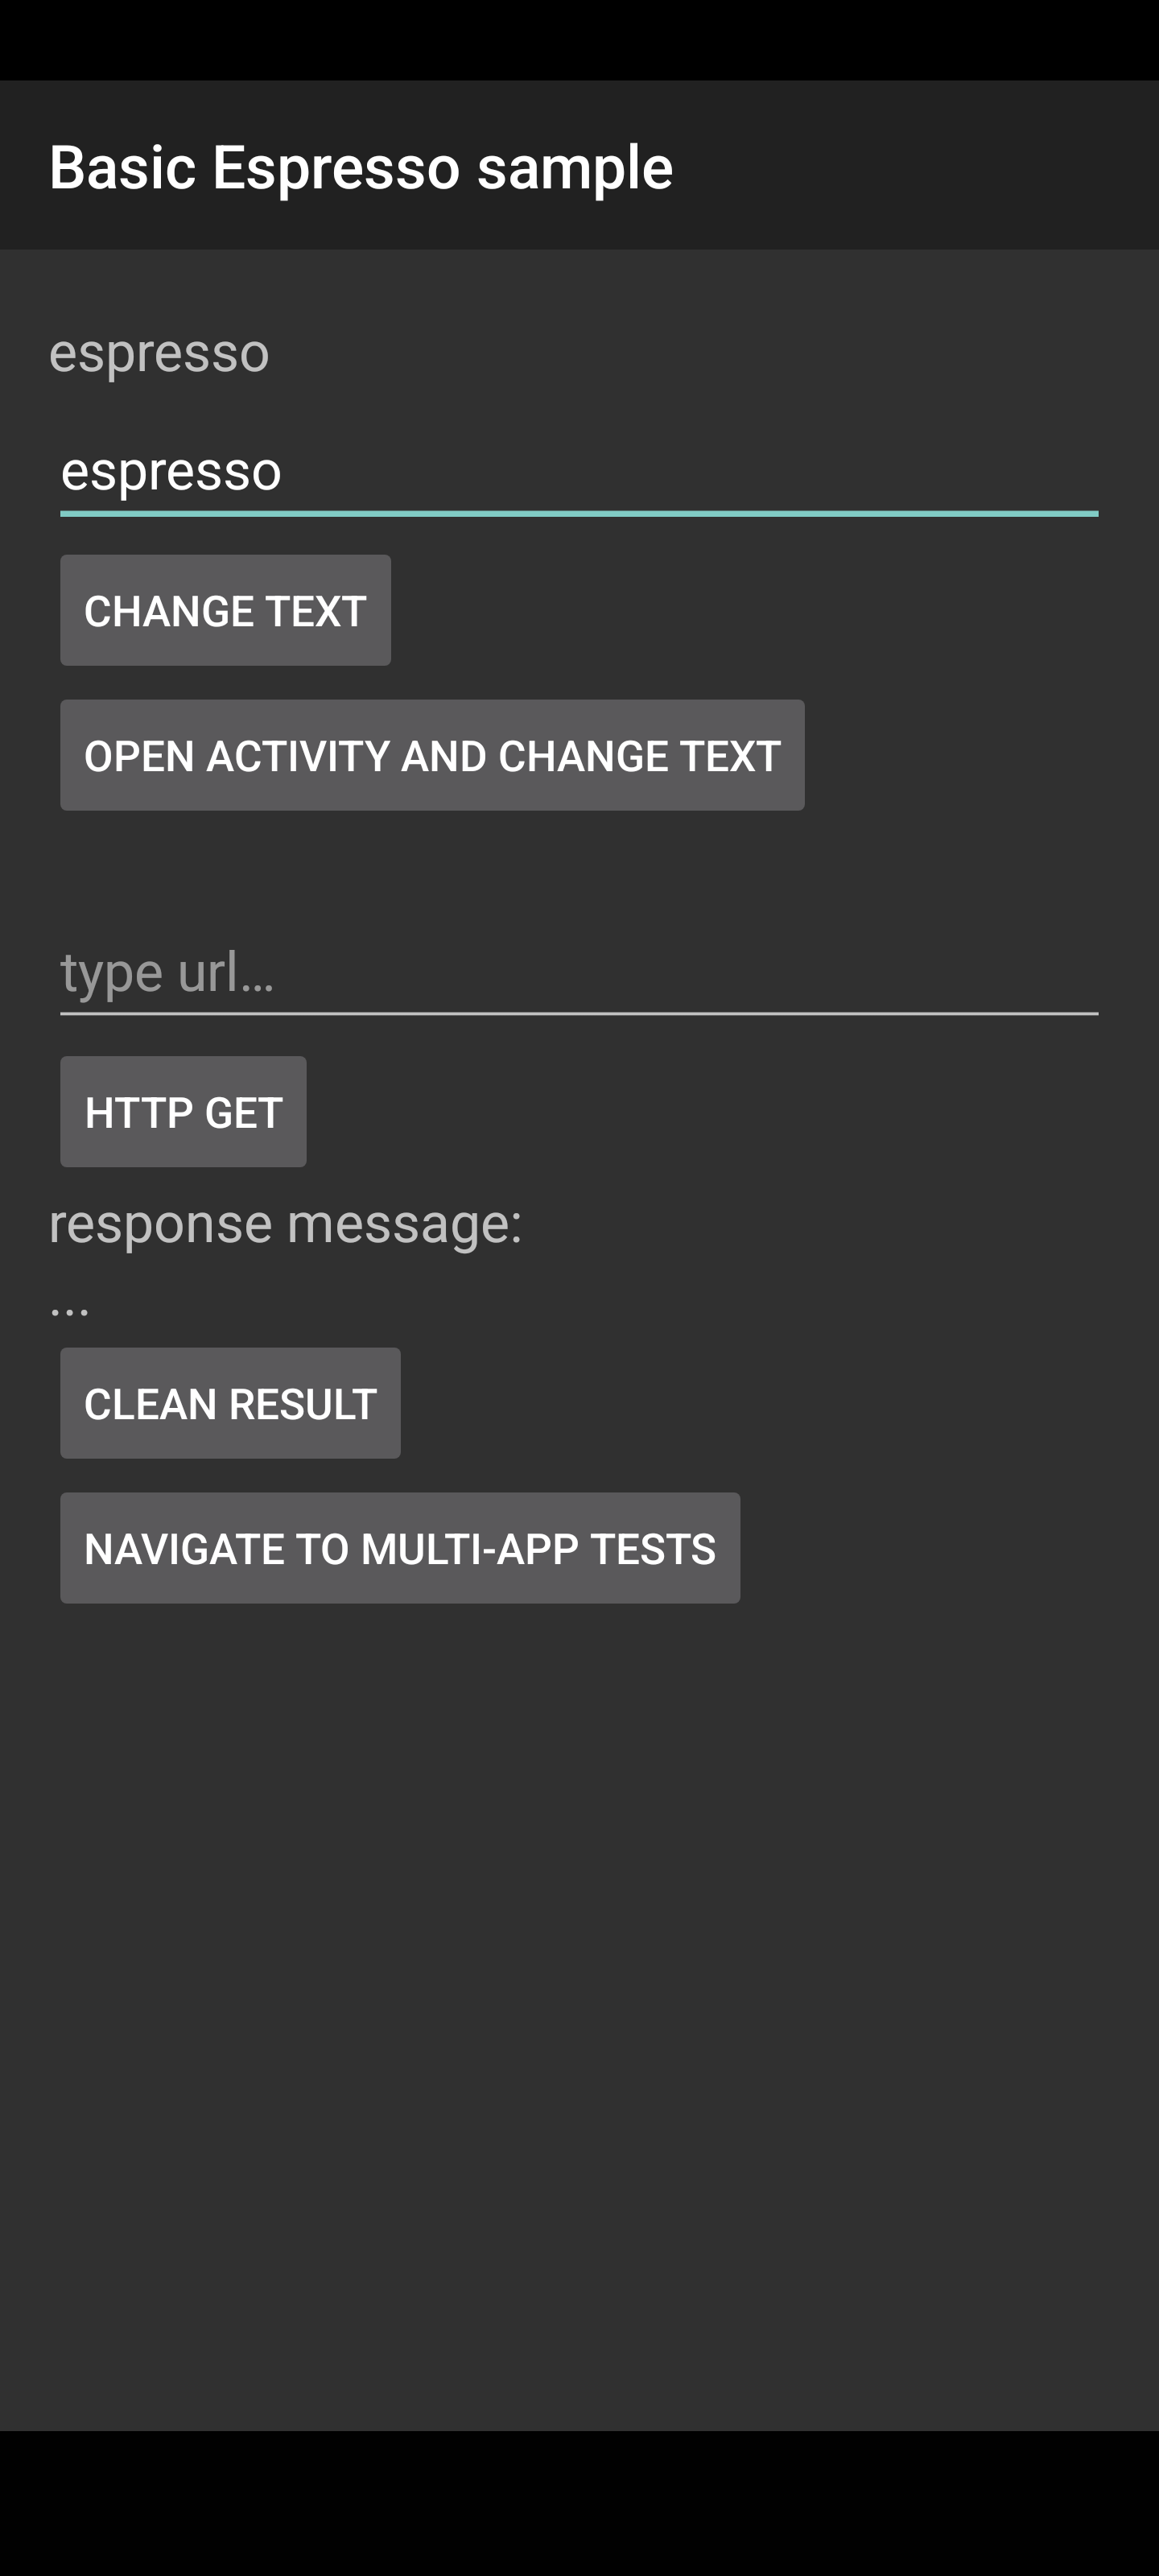 Basic Espresso sample
espresso
espresso
CHANGE TEXT
OPEN ACTIVITY AND CHANGE TEXT
type url…
HTTP GET
response message:
...
CLEAN RESULT
NAVIGATE TO MULTI-APP TESTS